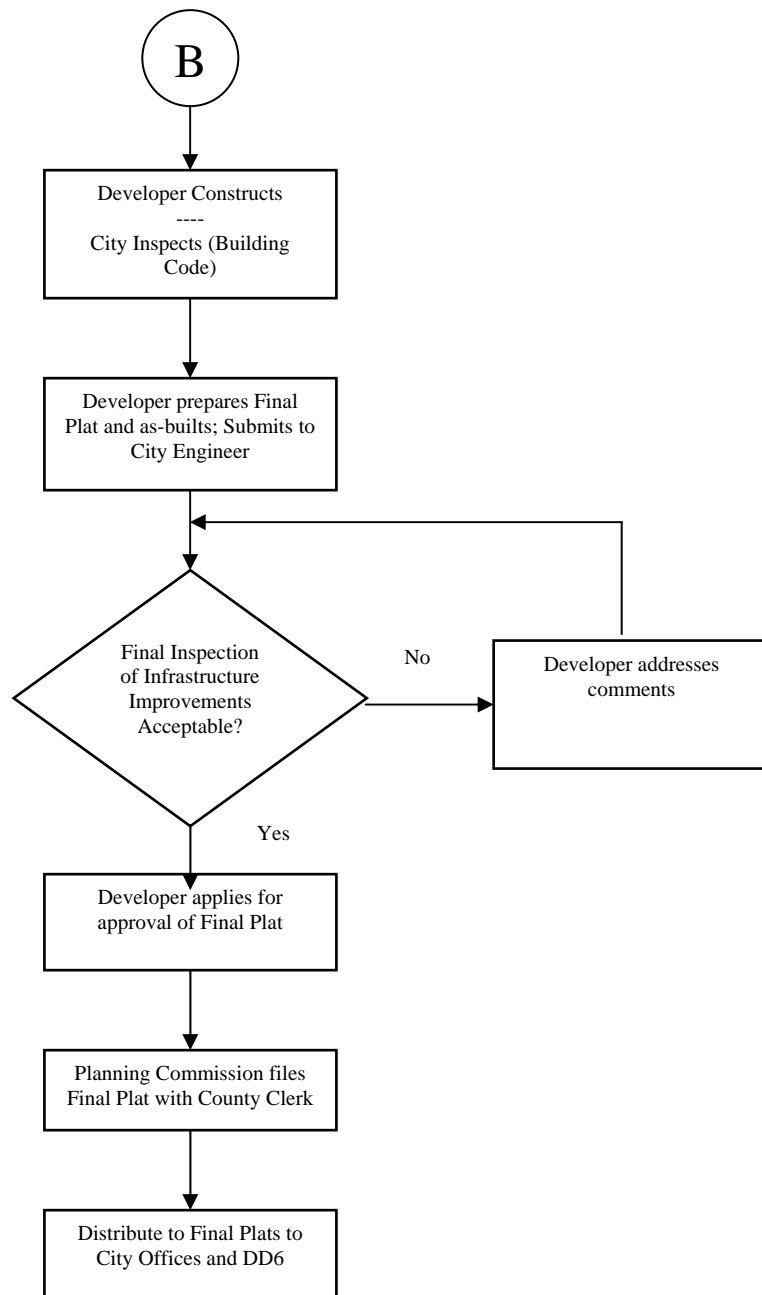 B
Developer Constructs
----
City Inspects (Building
Code)
Developer prepares Final
Plat and as-builts; Submits to
City Engineer
Final Inspection
of Infrastructure
Improvements
Acceptable?
No
Developer addresses
comments
Yes
Developer applies for
approval of Final Plat
Planning Commission files
Final Plat with County Clerk
Distribute to Final Plats to
City Offices and DD6